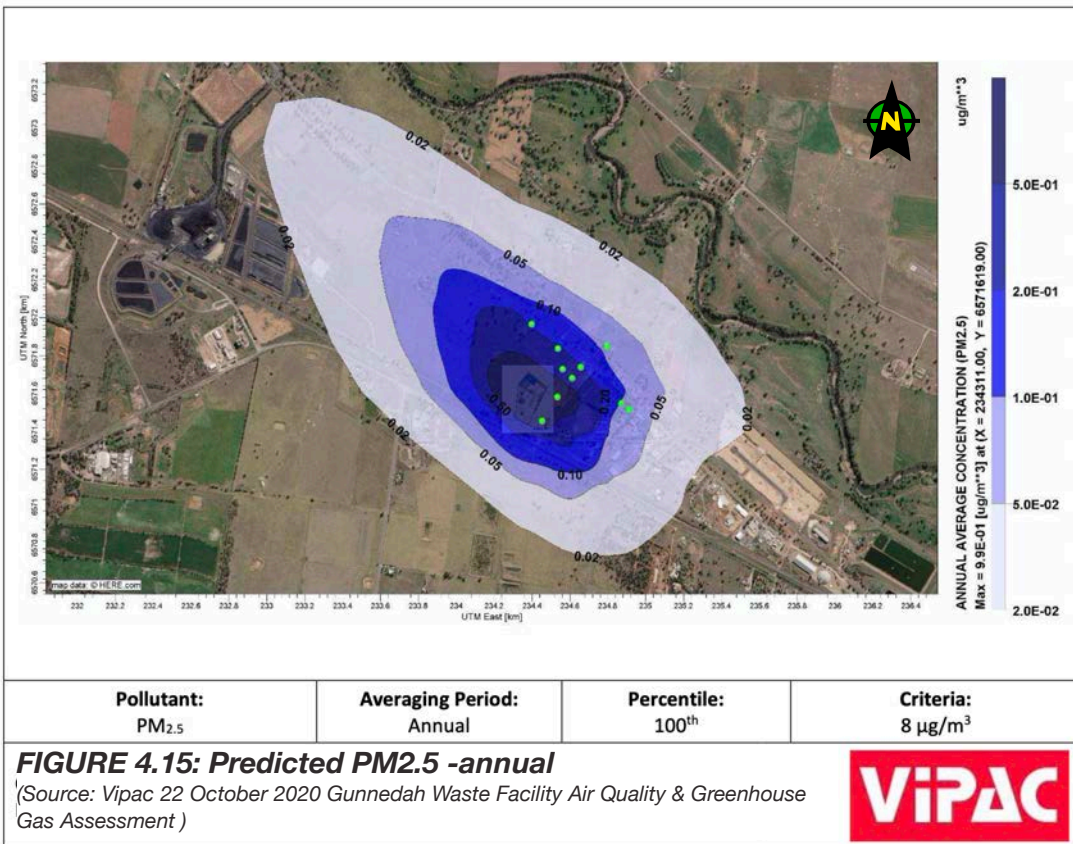 6573.2
6573
6572.8
6572.6
6572.4
6572.2
6572
6571.8
6571.6
6571.4
6571.2
6571
6570.8
6570.6
UTM North [km]
N
0.02
0.02
0.02
0.05
0.10
0.50
0.20
0.05
0.02
0.02
0.05
0.10
0.02
map data: © HERE.com
232 232.2 232.4 232.6 232.8 233 233.2 233.4 233.6 233.8 234 234.2 234.4 234.6 234.8 235 235.2 235.4 235.6 235.8 236 236.2 236.4
UTM East [km]
ANNUAL AVERAGE CONCENTRATION (PM2.5) ug/m**3
Max = 9.9E-01 [ug/m**3] at (X = 234311.00, Y = 6571619.00)
5.0E-01
2.0E-01
1.0E-01
5.0E-02
2.0E-02
Pollutant: Averaging Period: Percentile: Criteria:
PM2.5 Annual 100th 8 µg/m3
FIGURE 4.15: Predicted PM2.5 -annual
(Source: Vipac 22 October 2020 Gunnedah Waste Facility Air Quality & Greenhouse
Gas Assessment )
ViPAC